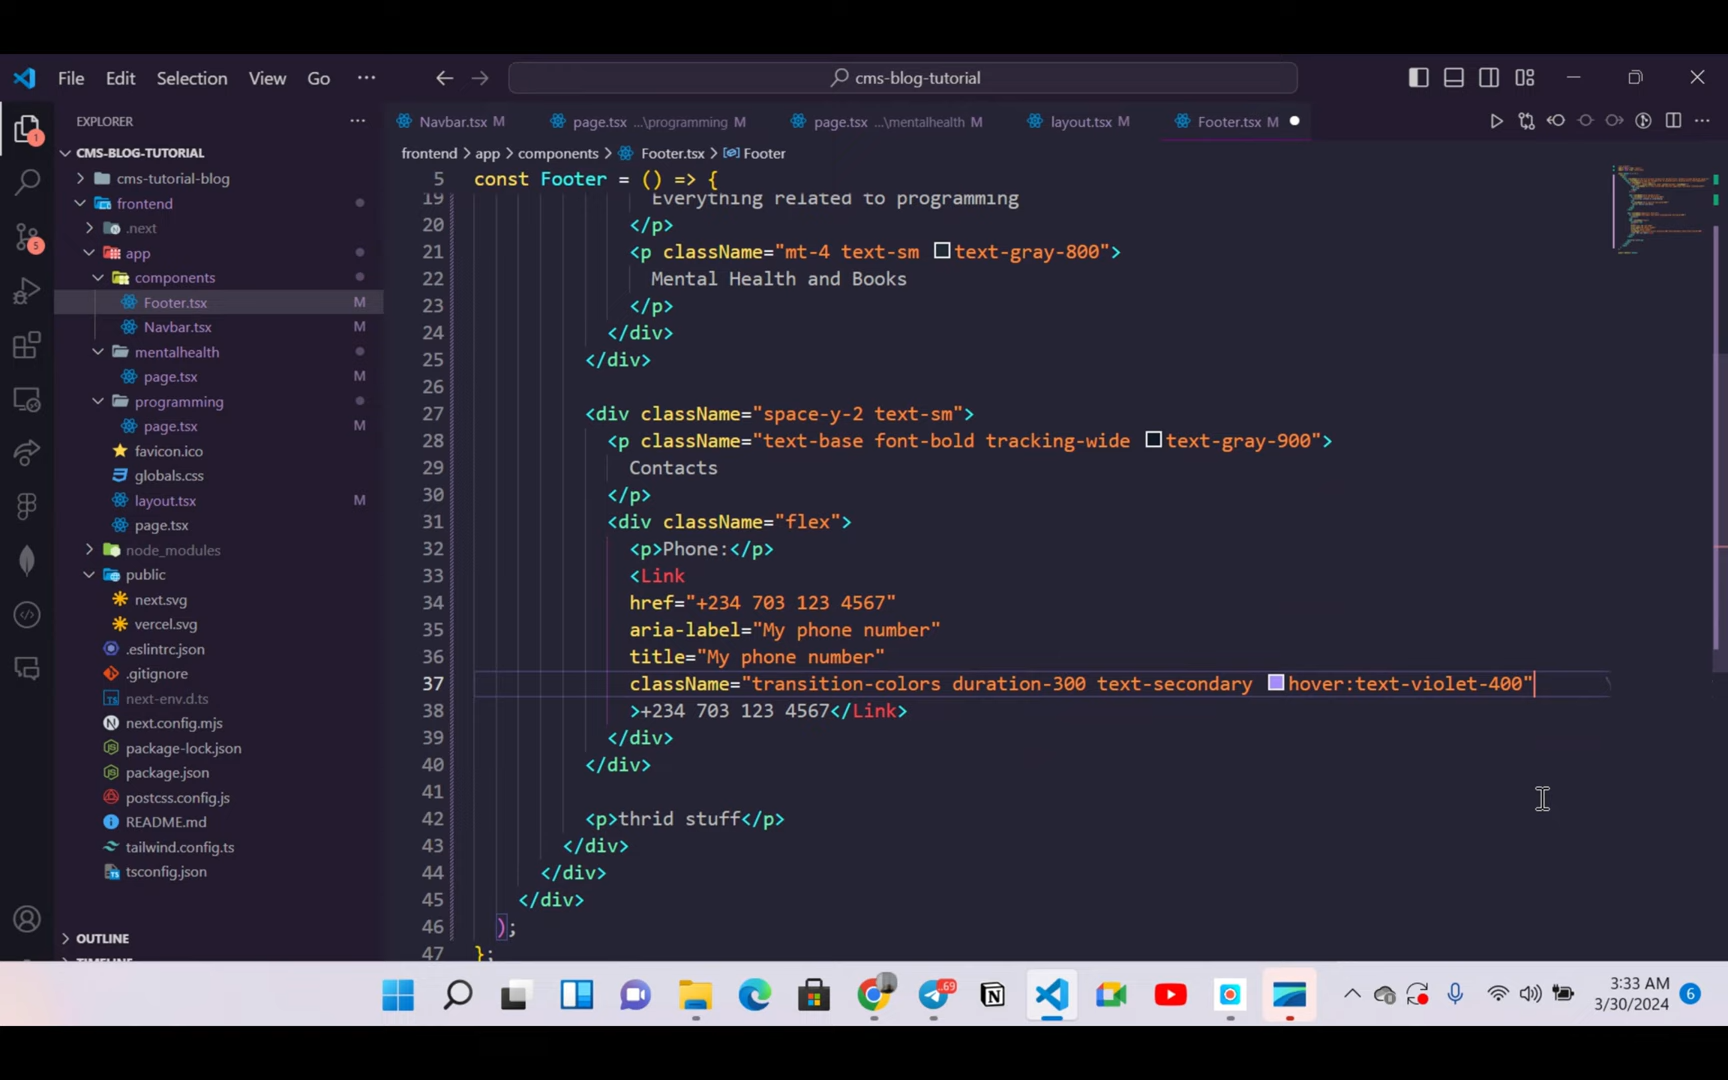 File Edit Selection View Go ··· cms-blog-tutorial
EXPLORER ···
CMS-BLOG-TUTORIAL
cms-tutorial-blog
frontend
.next
app
components
Footer.tsx M
Navbar.tsx M
mentalhealth
page.tsx M
programming
page.tsx M
favicon.ico
globals.css
layout.tsx M
page.tsx
node_modules
public
next.svg
vercel.svg
.eslintrc.json
.gitignore
next-env.d.ts
next.config.mjs
package-lock.json
package.json
postcss.config.js
README.md
tailwind.config.ts
tsconfig.json
OUTLINE
TIMELINE
1
5
Navbar.tsx M page.tsx ...\programming M page.tsx ...\mentalhealth M layout.tsx M Footer.tsx M
frontend > app > components > Footer.tsx > Footer
5 const Footer = () => {
19 Everything related to programming
20 </p>
21 <p className="mt-4 text-sm text-gray-800">
22 Mental Health and Books
23 </p>
24 </div>
25 </div>
26
27 <div className="space-y-2 text-sm">
28 <p className="text-base font-bold tracking-wide text-gray-900">
29 Contacts
30 </p>
31 <div className="flex">
32 <p>Phone:</p>
33 <Link
34 href="+234 703 123 4567"
35 aria-label="My phone number"
36 title="My phone number"
37 className="transition-colors duration-300 text-secondary hover:text-violet-400"
38 >+234 703 123 4567</Link>
39 </div>
40 </div>
41
42 <p>thrid stuff</p>
43 </div>
44 </div>
45 </div>
46 );
47 };
..69
3:33 AM
3/30/2024
6